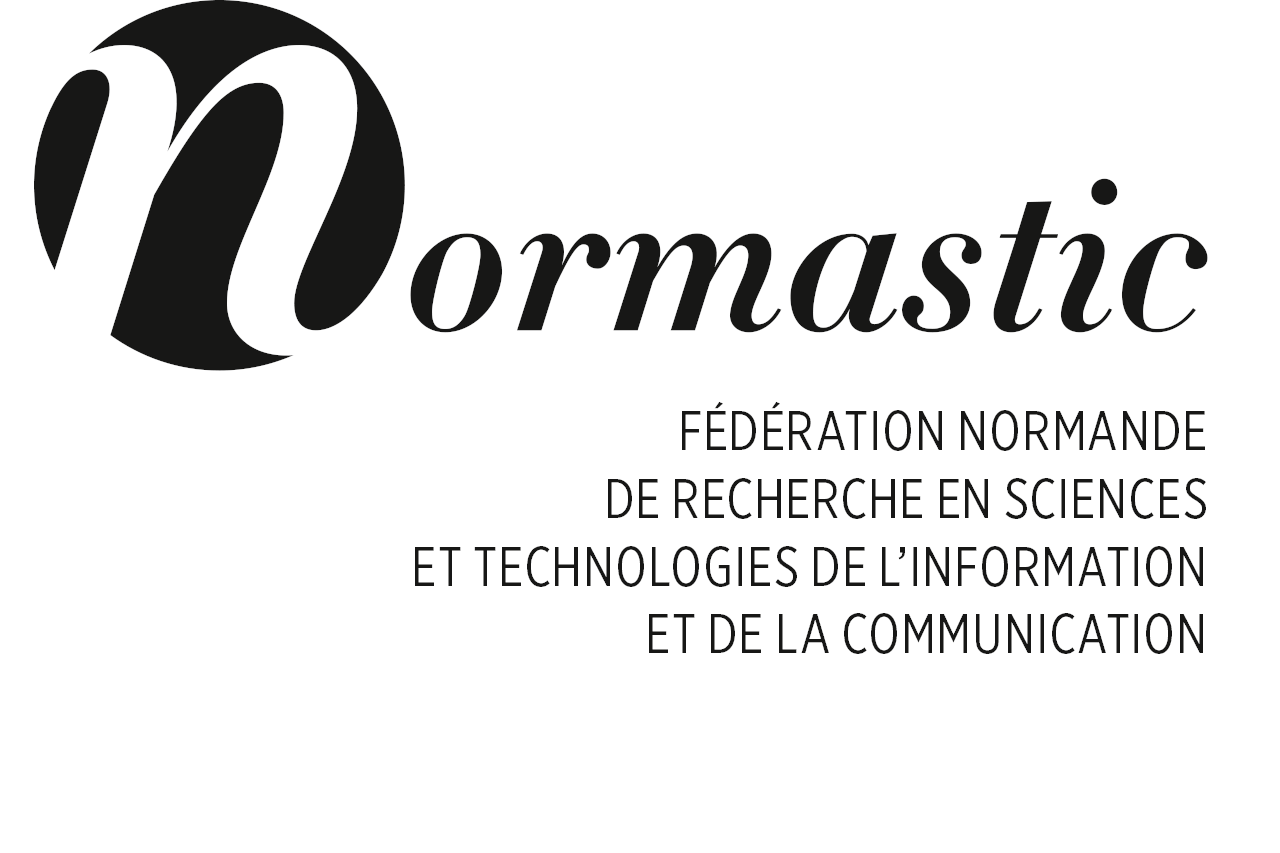 normastic
FÉDÉRATION NORMANDE
DE RECHERCHE EN SCIENCES
ET TECHNOLOGIES DE L’INFORMATION
ET DE LA COMMUNICATION